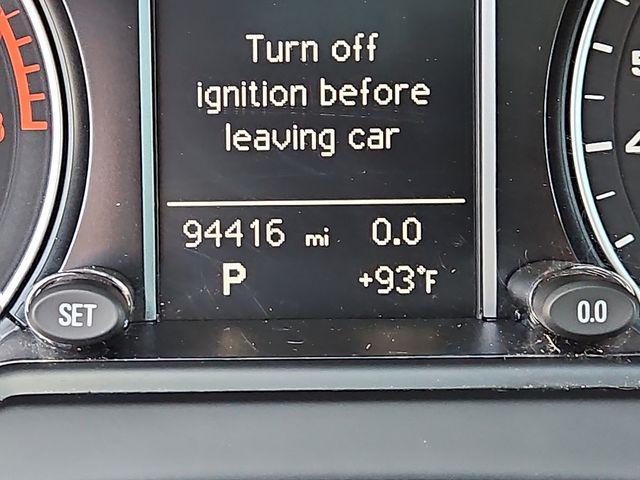 Turn off
ignition before
leaving car
94416 mi 0.0
P +93°F
SET 0.0